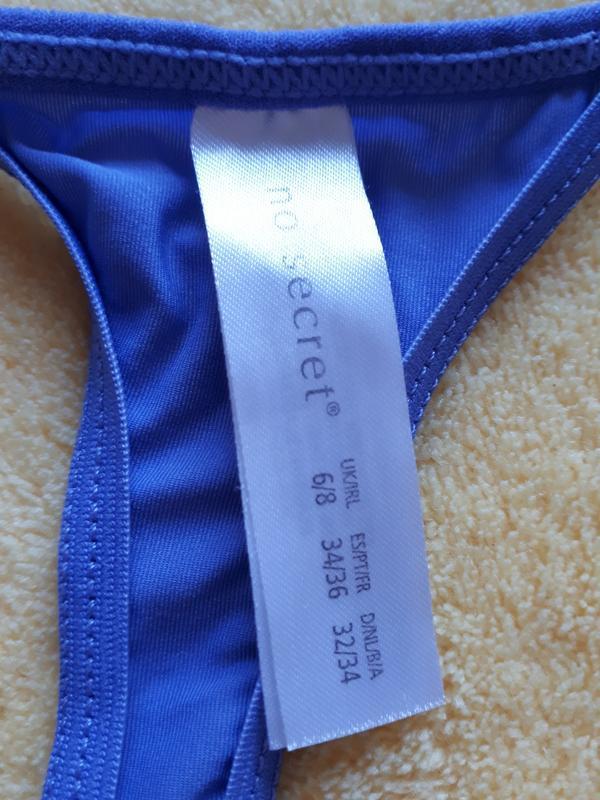 no secret®
UK/IRL ES/PT/FR D/NL/B/A
6/8 34/36 32/34